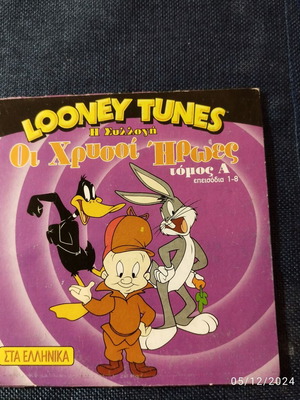 LOONEY TUNES
Η Συλλογή
Οι Χρυσοί Ήρωες
τόμος Α'
επεισόδια 1-8
ΣΤΑ ΕΛΛΗΝΙΚΑ
05/12/2024